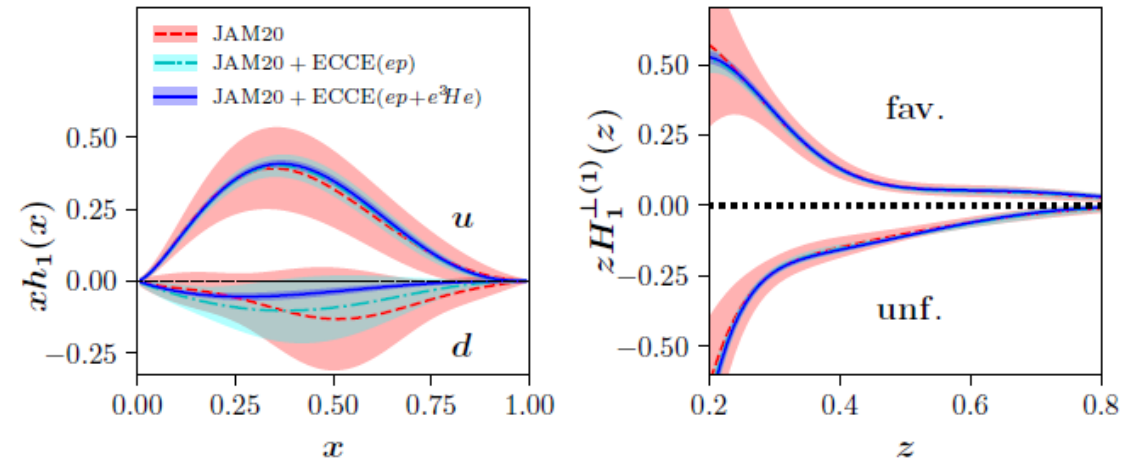 JAM20
JAM20 + ECCE(ep)
JAM20 + ECCE(ep+e³He)
0.50
0.25
0.00
−0.25
xh₁(x)
u
d
0.00 0.25 0.50 0.75 1.00
x
0.50
0.25
0.00
−0.25
−0.50
zH₁^⊥(1)(z)
fav.
unf.
0.2 0.4 0.6 0.8
z